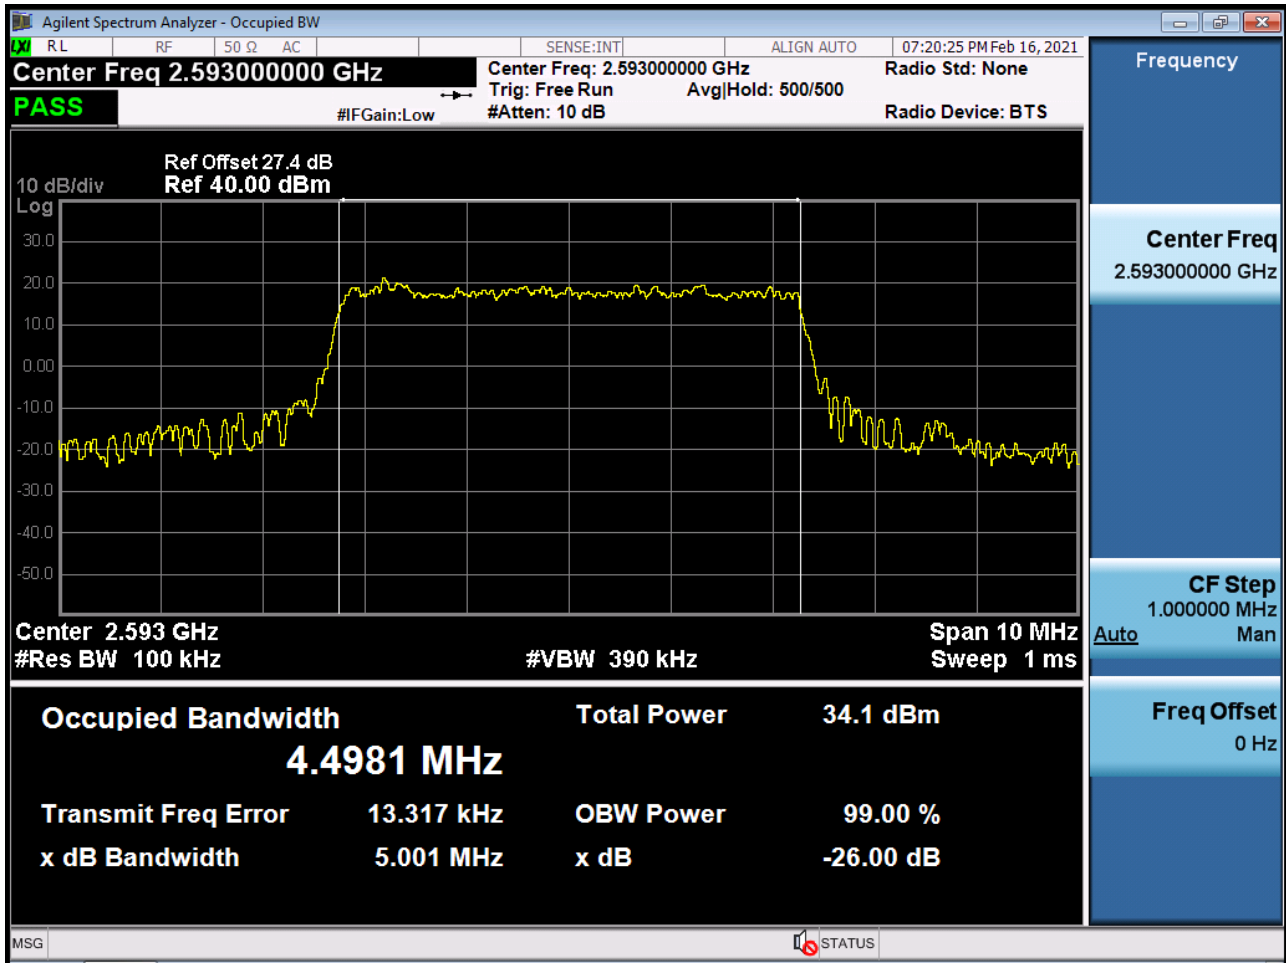 Agilent Spectrum Analyzer - Occupied BW
LXI RL RF 50 Ω AC SENSE:INT ALIGN AUTO 07:20:25 PM Feb 16, 2021
Center Freq 2.593000000 GHz
Center Freq: 2.593000000 GHz Radio Std: None
Trig: Free Run Avg|Hold: 500/500
PASS
#IFGain:Low #Atten: 10 dB Radio Device: BTS
Ref Offset 27.4 dB
10 dB/div Ref 40.00 dBm
Log
30.0
20.0
10.0
0.00
-10.0
-20.0
-30.0
-40.0
-50.0
Center 2.593 GHz Span 10 MHz
#Res BW 100 kHz #VBW 390 kHz Sweep 1 ms
Occupied Bandwidth Total Power 34.1 dBm
4.4981 MHz
Transmit Freq Error 13.317 kHz OBW Power 99.00 %
x dB Bandwidth 5.001 MHz x dB -26.00 dB
MSG STATUS
Frequency
Center Freq
2.593000000 GHz
CF Step
1.000000 MHz
Auto Man
Freq Offset
0 Hz